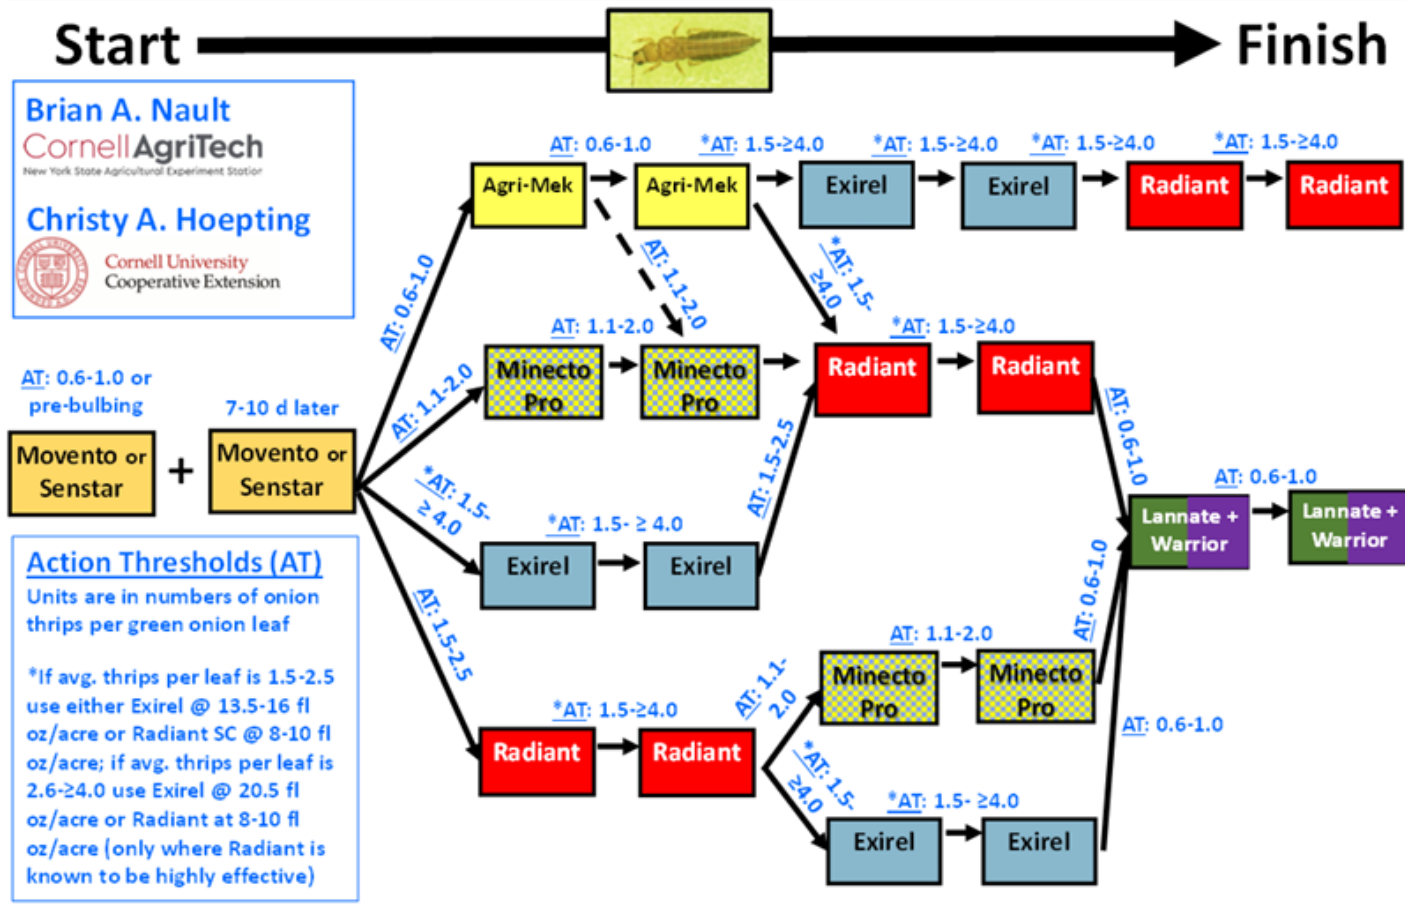 Start
Finish
Brian A. Nault
CornellAgriTech
New York State Agricultural Experiment Station
Christy A. Hoepting
Cornell University
Cooperative Extension
AT: 0.6-1.0 or
pre-bulbing
Movento or
Senstar
+
7-10 d later
Movento or
Senstar
Action Thresholds (AT)
Units are in numbers of onion
thrips per green onion leaf
*If avg. thrips per leaf is 1.5-2.5
use either Exirel @ 13.5-16 fl
oz/acre or Radiant SC @ 8-10 fl
oz/acre; if avg. thrips per leaf is
2.6-≥4.0 use Exirel @ 20.5 fl
oz/acre or Radiant at 8-10 fl
oz/acre (only where Radiant is
known to be highly effective)
AT: 0.6-1.0
Agri-Mek
AT: 0.6-1.0
Agri-Mek
*AT: 1.5-≥4.0
Exirel
*AT: 1.5-≥4.0
Exirel
*AT: 1.5-≥4.0
Radiant
*AT: 1.5-≥4.0
Radiant
AT: 1.1-2.0
*AT: 1.5-
≥4.0
AT: 1.1-2.0
Minecto
Pro
AT: 1.1-2.0
Minecto
Pro
Radiant
*AT: 1.5-≥4.0
Radiant
*AT: 1.5-
≥ 4.0
Exirel
*AT: 1.5- ≥ 4.0
Exirel
AT: 1.5-2.5
AT: 0.6-1.0
Lannate +
Warrior
AT: 0.6-1.0
Lannate +
Warrior
AT: 1.5-2.5
Radiant
*AT: 1.5-≥4.0
Radiant
AT: 1.1-
2.0
Minecto
Pro
AT: 1.1-2.0
Minecto
Pro
AT: 0.6-1.0
*AT: 1.5-
≥4.0
Exirel
*AT: 1.5- ≥4.0
Exirel
AT: 0.6-1.0